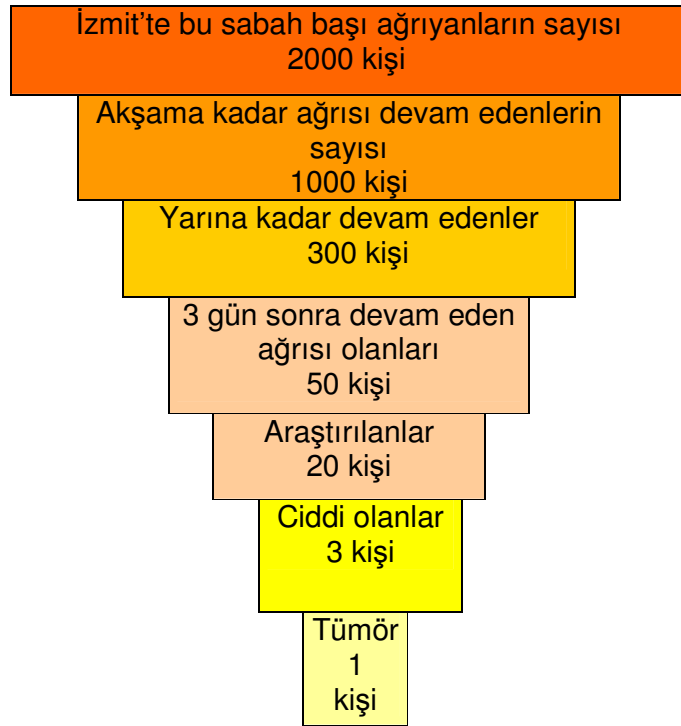 İzmit'te bu sabah başı ağrıyanların sayısı
2000 kişi
Akşama kadar ağrısı devam edenlerin
sayısı
1000 kişi
Yarına kadar devam edenler
300 kişi
3 gün sonra devam eden
ağrısı olanları
50 kişi
Araştırılanlar
20 kişi
Ciddi olanlar
3 kişi
Tümör
1
kişi